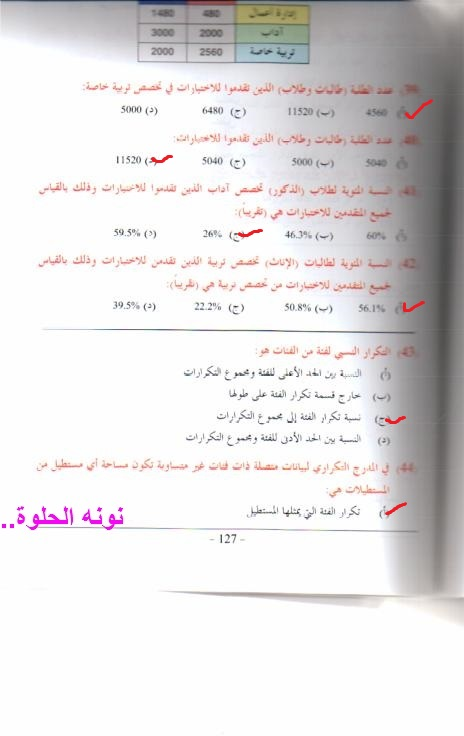 إدارة أعمال 480 1480
آداب 2000 3000
تربية خاصة 2560 2000
39. عدد الطلبة (طالبات وطلاب) الذين تقدموا للاختبارات في تخصص تربية خاصة:
(أ) 4560 (ب) 11520 (ج) 6480 (د) 5000
40. عدد الطلبة (طالبات وطلاب) الذين تقدموا للاختبارات:
(أ) 5040 (ب) 5000 (ج) 5040 (د) 11520
41. النسبة المئوية لطلاب (الذكور) تخصص آداب الذين تقدموا للاختبارات وذلك بالقياس
لجميع المتقدمين للاختبارات هي (تقريباً):
(أ) 60% (ب) 46.3% (ج) 26% (د) 59.5%
42. النسبة المئوية لطالبات (الإناث) تخصص تربية الذين تقدمن للاختبارات وذلك بالقياس
لجميع المتقدمين للاختبارات من تخصص تربية هي (تقريباً):
(أ) 56.1% (ب) 50.8% (ج) 22.2% (د) 39.5%
43. التكرار النسبي لفئة من الفئات هو:
(أ) النسبة بين الحد الأعلى للفئة ومجموع التكرارات
(ب) خارج قسمة تكرار الفئة على طولها
(ج) نسبة تكرار الفئة إلى مجموع التكرارات
(د) النسبة بين الحد الأدنى للفئة ومجموع التكرارات
44. في المدرج التكراري لبيانات متصلة ذات فئات غير متساوية تكون مساحة أي مستطيل من
المستطيلات هي:
(أ) تكرار الفئة التي يمثلها المستطيل
نونه الحلوة..
- 127 -